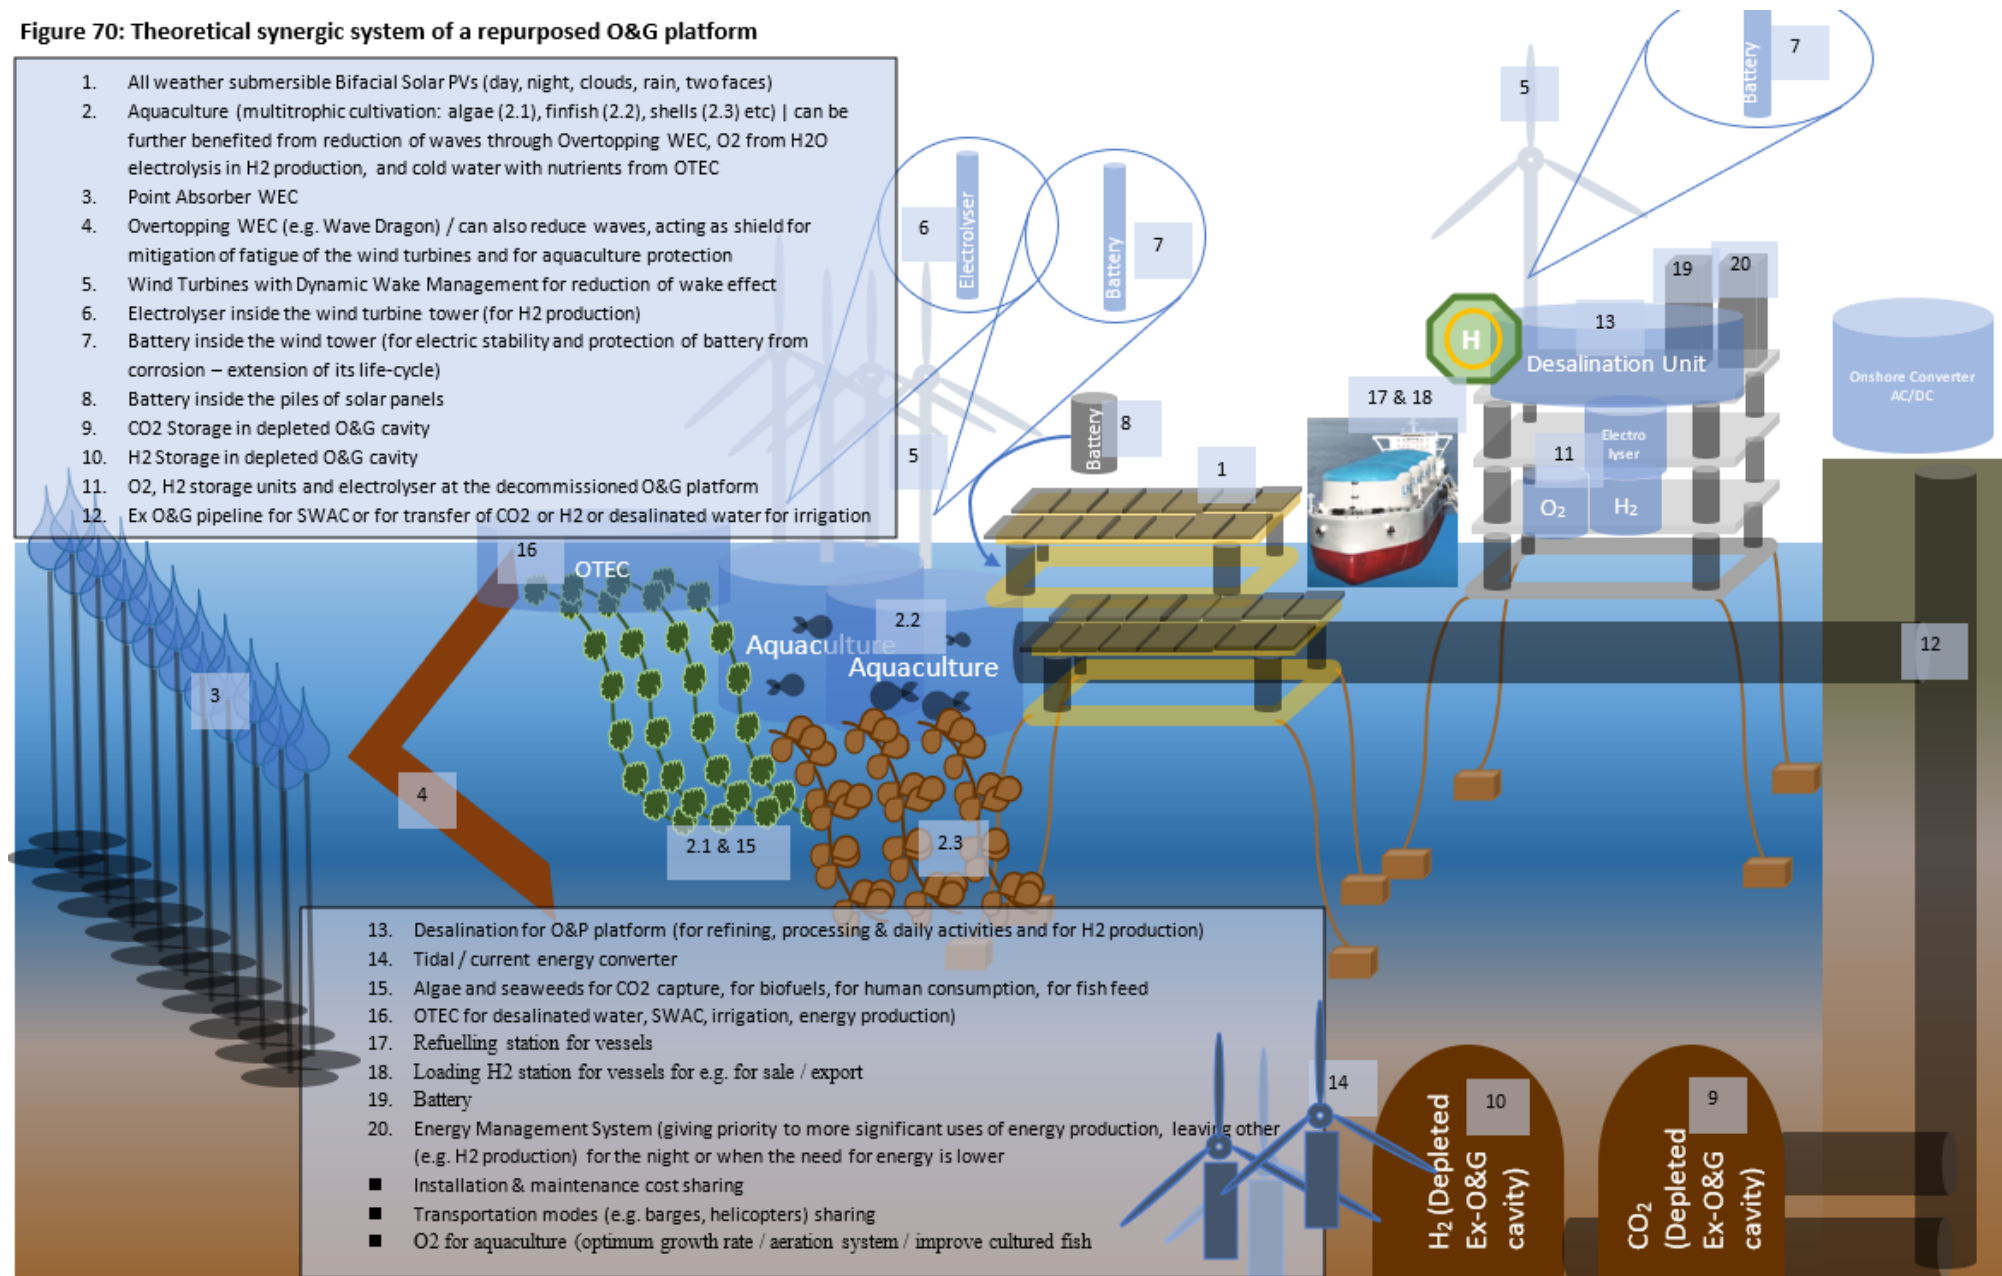 Figure 70: Theoretical synergic system of a repurposed O&G platform
1. All weather submersible Bifacial Solar PVs (day, night, clouds, rain, two faces)
2. Aquaculture (multitrophic cultivation: algae (2.1), finfish (2.2), shells (2.3) etc) | can be
further benefited from reduction of waves through Overtopping WEC, O2 from H2O
electrolysis in H2 production, and cold water with nutrients from OTEC
3. Point Absorber WEC
4. Overtopping WEC (e.g. Wave Dragon) / can also reduce waves, acting as shield for
mitigation of fatigue of the wind turbines and for aquaculture protection
5. Wind Turbines with Dynamic Wake Management for reduction of wake effect
6. Electrolyser inside the wind turbine tower (for H2 production)
7. Battery inside the wind tower (for electric stability and protection of battery from
corrosion – extension of its life-cycle)
8. Battery inside the piles of solar panels
9. CO2 Storage in depleted O&G cavity
10. H2 Storage in depleted O&G cavity
11. O2, H2 storage units and electrolyser at the decommissioned O&G platform
12. Ex O&G pipeline for SWAC or for transfer of CO2 or H2 or desalinated water for irrigation
6
Electrolyser
Battery
7
5
Battery
7
5
Battery
8
1
17 & 18
H
19
20
13
Desalination Unit
Electro
lyser
11
O₂
H₂
Onshore Converter
AC/DC
16
OTEC
Aquaculture
2.2
Aquaculture
12
3
4
2.1 & 15
2.3
13. Desalination for O&P platform (for refining, processing & daily activities and for H2 production)
14. Tidal / current energy converter
15. Algae and seaweeds for CO2 capture, for biofuels, for human consumption, for fish feed
16. OTEC for desalinated water, SWAC, irrigation, energy production)
17. Refuelling station for vessels
18. Loading H2 station for vessels for e.g. for sale / export
19. Battery
20. Energy Management System (giving priority to more significant uses of energy production, leaving other
(e.g. H2 production) for the night or when the need for energy is lower
■ Installation & maintenance cost sharing
■ Transportation modes (e.g. barges, helicopters) sharing
■ O2 for aquaculture (optimum growth rate / aeration system / improve cultured fish
14
10
H₂ (Depleted
Ex-O&G
cavity)
9
CO₂
(Depleted
Ex-O&G
cavity)